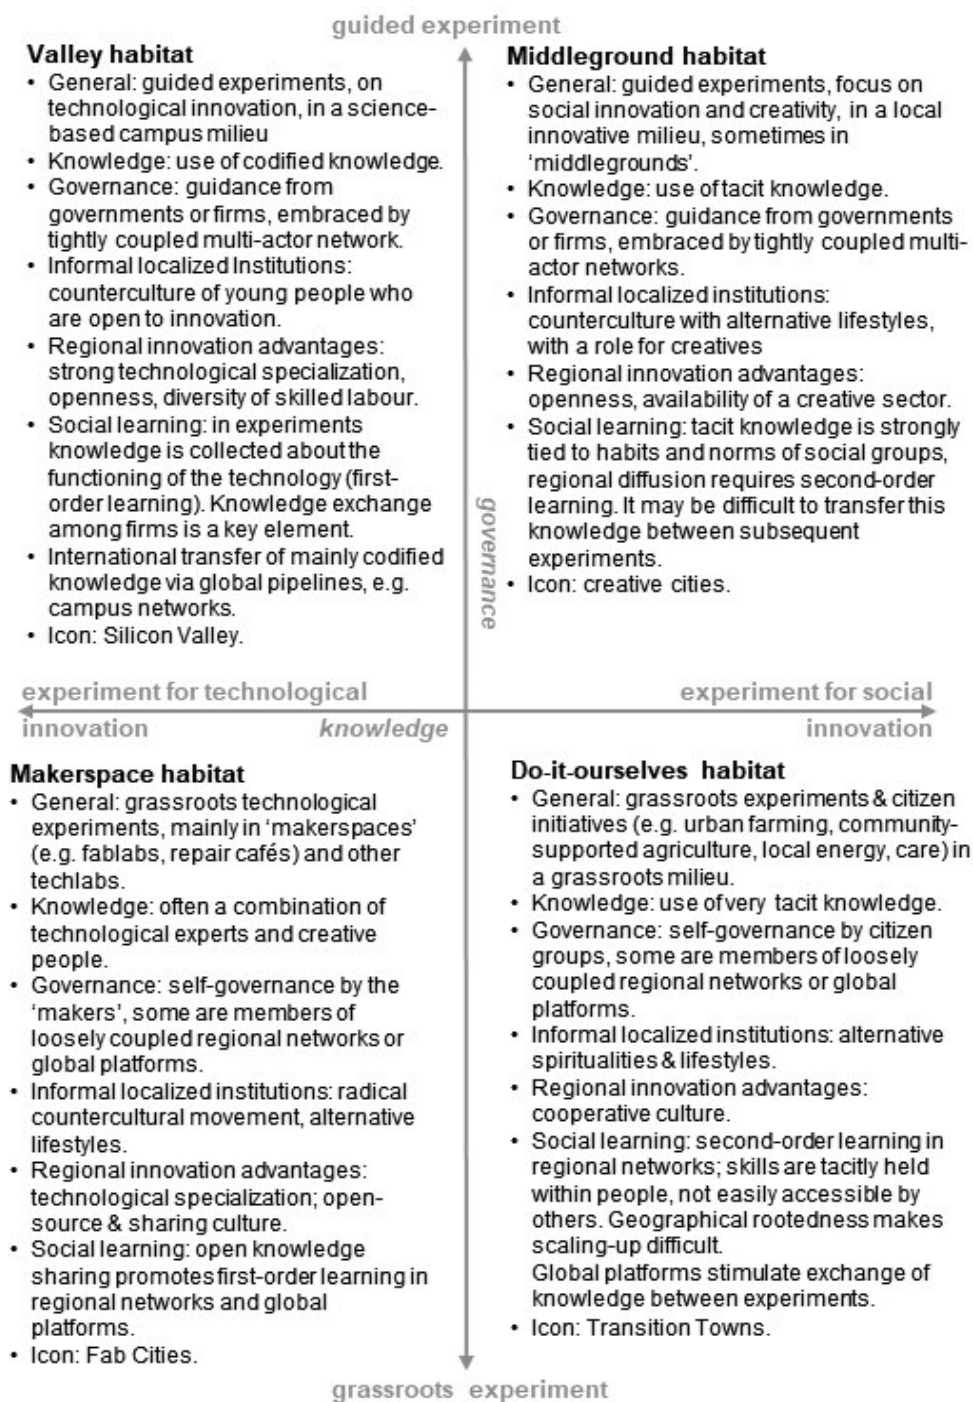 guided experiment
Valley habitat
• General: guided experiments, on
technological innovation, in a science-
based campus milieu
• Knowledge: use of codified knowledge.
• Governance: guidance from
governments or firms, embraced by
tightly coupled multi-actor network.
• Informal localized Institutions:
counterculture of young people who
are open to innovation.
• Regional innovation advantages:
strong technological specialization,
openness, diversity of skilled labour.
• Social learning: in experiments
knowledge is collected about the
functioning of the technology (first-
order learning). Knowledge exchange
among firms is a key element.
• International transfer of mainly codified
knowledge via global pipelines, e.g.
campus networks.
• Icon: Silicon Valley.
Middleground habitat
• General: guided experiments, focus on
social innovation and creativity, in a local
innovative milieu, sometimes in
‘middlegrounds’.
• Knowledge: use of tacit knowledge.
• Governance: guidance from governments
or firms, embraced by tightly coupled multi-
actor networks.
• Informal localized institutions:
counterculture with alternative lifestyles,
with a role for creatives
• Regional innovation advantages:
openness, availability of a creative sector.
• Social learning: tacit knowledge is strongly
tied to habits and norms of social groups,
regional diffusion requires second-order
learning. It may be difficult to transfer this
knowledge between subsequent
experiments.
• Icon: creative cities.
governance
experiment for technological
innovation
knowledge
experiment for social
innovation
Makerspace habitat
• General: grassroots technological
experiments, mainly in ‘makerspaces’
(e.g. fablabs, repair cafés) and other
techlabs.
• Knowledge: often a combination of
technological experts and creative
people.
• Governance: self-governance by the
‘makers’, some are members of
loosely coupled regional networks or
global platforms.
• Informal localized institutions: radical
countercultural movement, alternative
lifestyles.
• Regional innovation advantages:
technological specialization; open-
source & sharing culture.
• Social learning: open knowledge
sharing promotes first-order learning in
regional networks and global
platforms.
• Icon: Fab Cities.
Do-it-ourselves habitat
• General: grassroots experiments & citizen
initiatives (e.g. urban farming, community-
supported agriculture, local energy, care) in
a grassroots milieu.
• Knowledge: use of very tacit knowledge.
• Governance: self-governance by citizen
groups, some are members of loosely
coupled regional networks or global
platforms.
• Informal localized institutions: alternative
spiritualities & lifestyles.
• Regional innovation advantages:
cooperative culture.
• Social learning: second-order learning in
regional networks; skills are tacitly held
within people, not easily accessible by
others. Geographical rootedness makes
scaling-up difficult.
Global platforms stimulate exchange of
knowledge between experiments.
• Icon: Transition Towns.
grassroots experiment